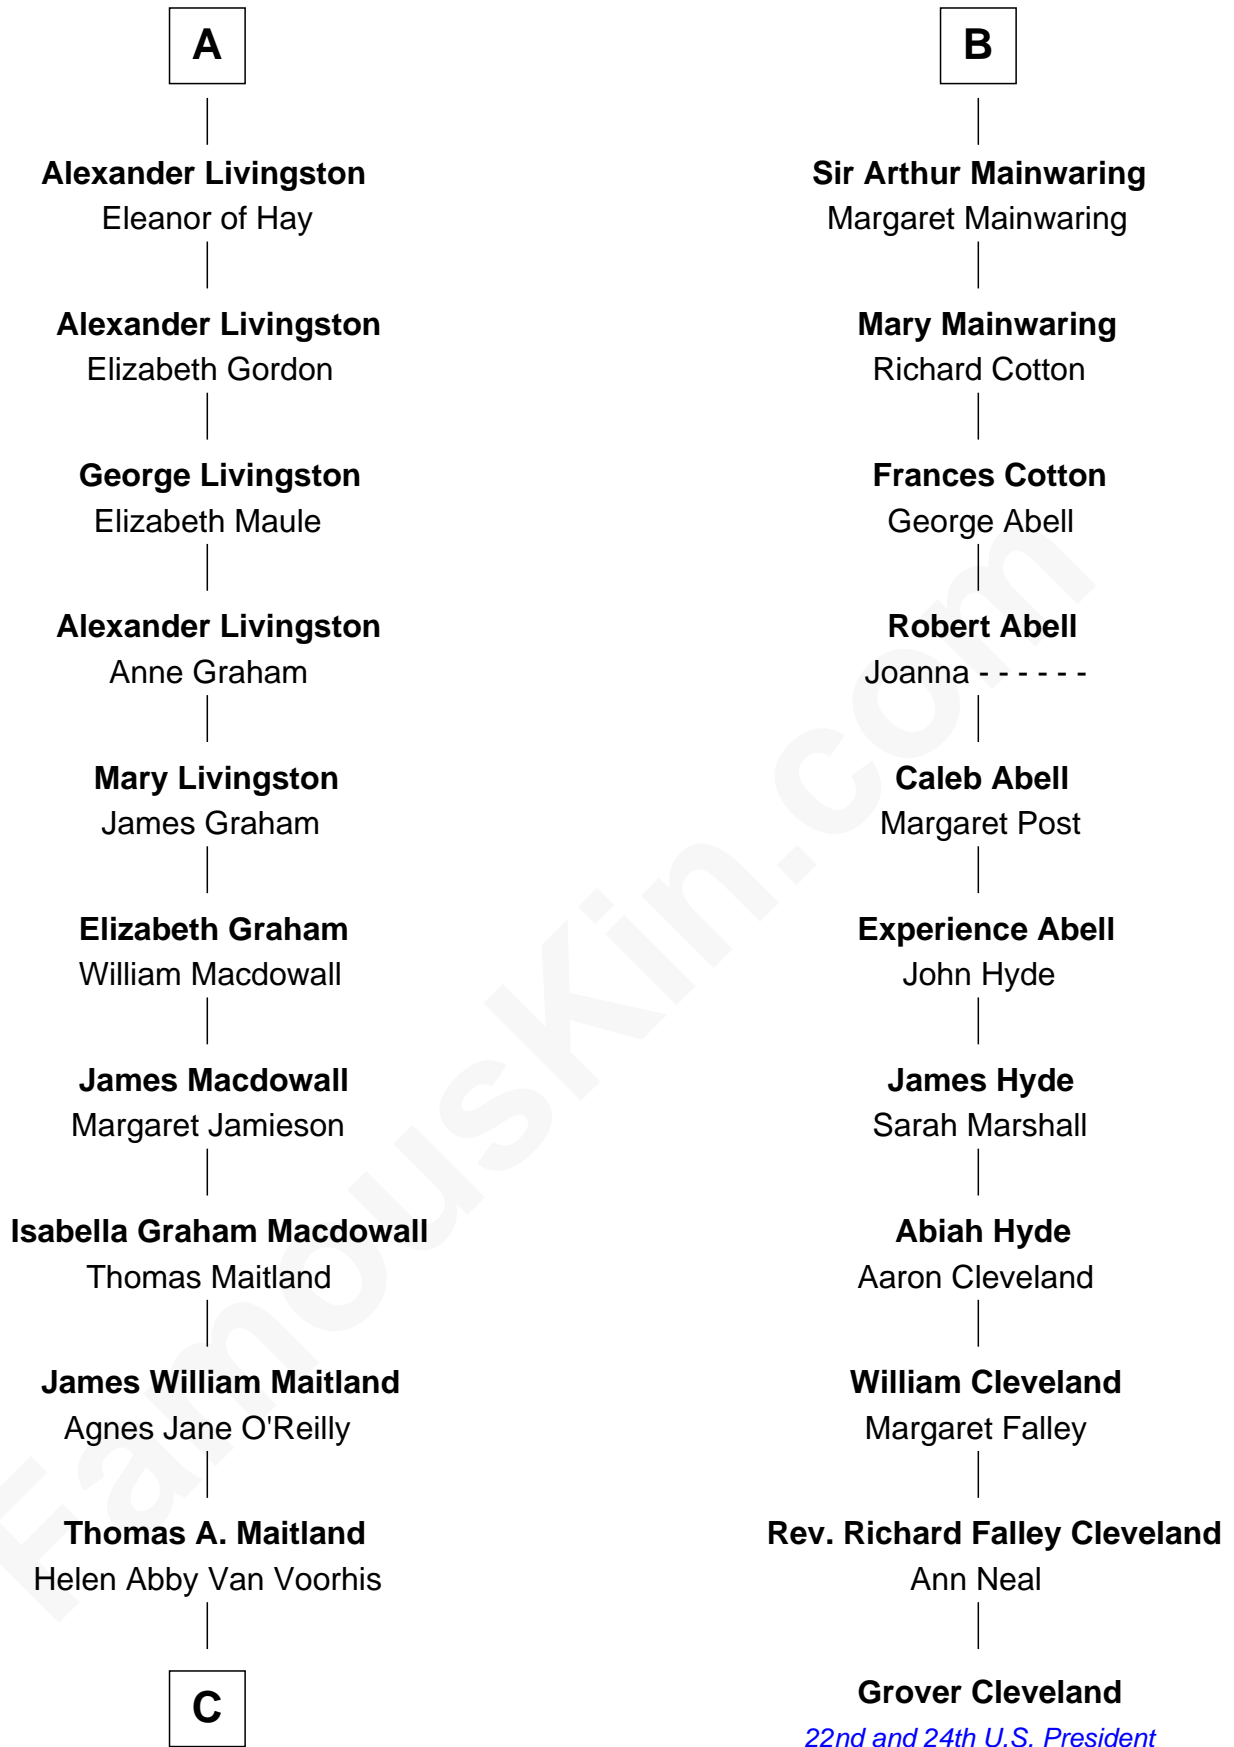 A
Alexander Livingston
Eleanor of Hay
Alexander Livingston
Elizabeth Gordon
George Livingston
Elizabeth Maule
Alexander Livingston
Anne Graham
Mary Livingston
James Graham
Elizabeth Graham
William Macdowall
James Macdowall
Margaret Jamieson
Isabella Graham Macdowall
Thomas Maitland
James William Maitland
Agnes Jane O'Reilly
Thomas A. Maitland
Helen Abby Van Voorhis
C
B
Sir Arthur Mainwaring
Margaret Mainwaring
Mary Mainwaring
Richard Cotton
Frances Cotton
George Abell
Robert Abell
Joanna - - - - - -
Caleb Abell
Margaret Post
Experience Abell
John Hyde
James Hyde
Sarah Marshall
Abiah Hyde
Aaron Cleveland
William Cleveland
Margaret Falley
Rev. Richard Falley Cleveland
Ann Neal
Grover Cleveland
22nd and 24th U.S. President
FamousKin.com